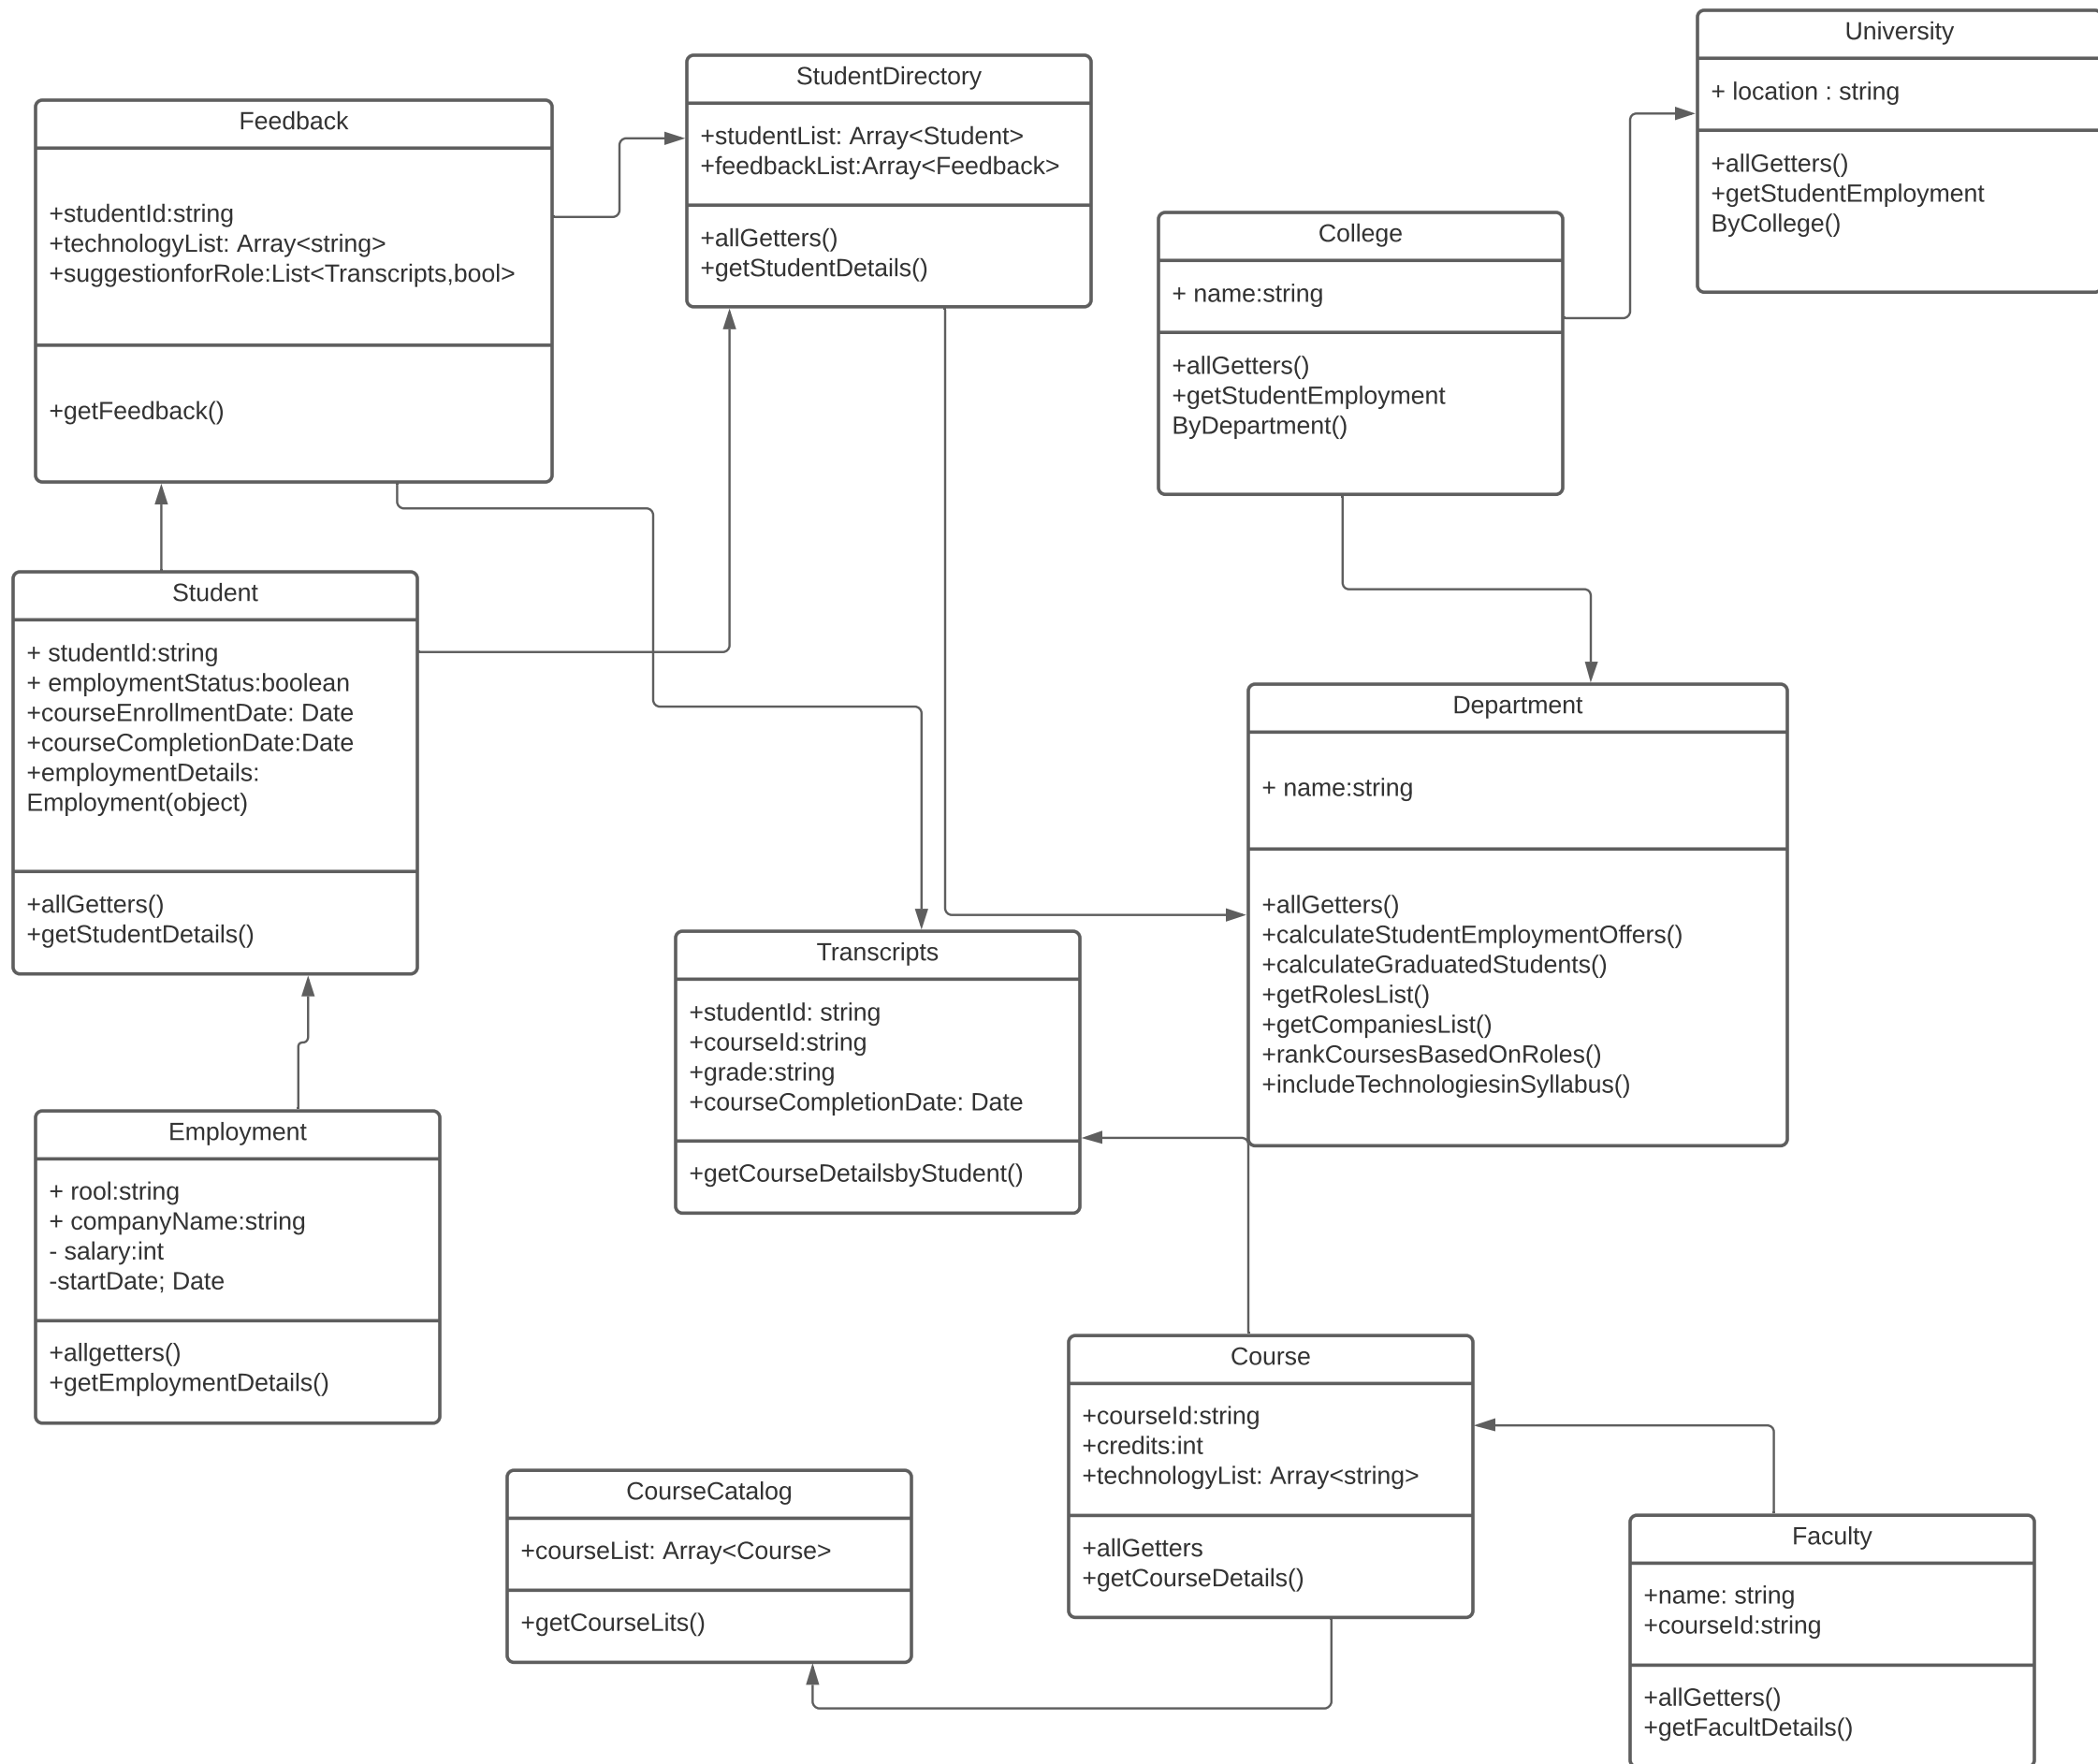 University
+ location : string
+allGetters()
+getStudentEmployment
ByCollege()
StudentDirectory
+studentList: Array<Student>
+feedbackList:Array<Feedback>
+allGetters()
+getStudentDetails()
Feedback
+studentId:string
+technologyList: Array<string>
+suggestionforRole:List<Transcripts,bool>
+getFeedback()
College
+ name:string
+allGetters()
+getStudentEmployment
ByDepartment()
Student
+ studentId:string
+ employmentStatus:boolean
+courseEnrollmentDate: Date
+courseCompletionDate:Date
+employmentDetails:
Employment(object)
+allGetters()
+getStudentDetails()
Department
+ name:string
+allGetters()
+calculateStudentEmploymentOffers()
+calculateGraduatedStudents()
+getRolesList()
+getCompaniesList()
+rankCoursesBasedOnRoles()
+includeTechnologiesinSyllabus()
Transcripts
+studentId: string
+courseId:string
+grade:string
+courseCompletionDate: Date
+getCourseDetailsbyStudent()
Employment
+ rool:string
+ companyName:string
- salary:int
-startDate; Date
+allgetters()
+getEmploymentDetails()
Course
+courseId:string
+credits:int
+technologyList: Array<string>
+allGetters
+getCourseDetails()
CourseCatalog
+courseList: Array<Course>
+getCourseLits()
Faculty
+name: string
+courseId:string
+allGetters()
+getFacultDetails()